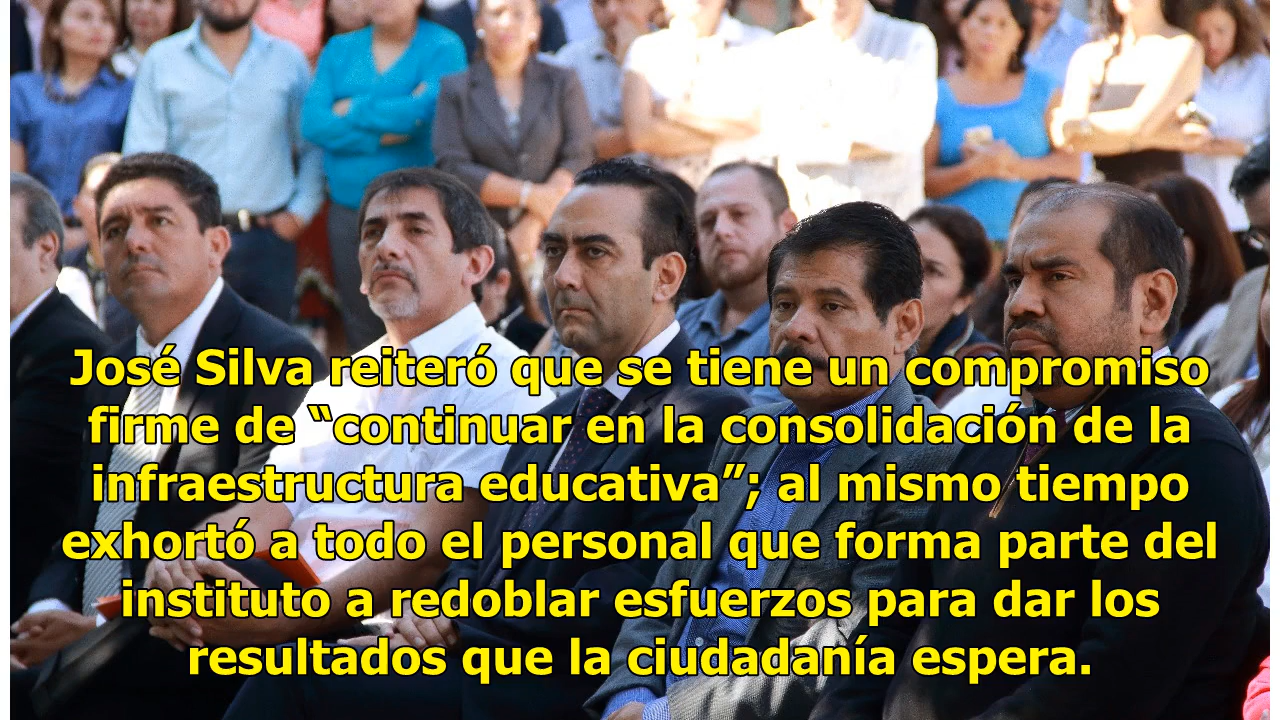 José Silva reiteró que se tiene un compromiso
firme de “continuar en la consolidación de la
infraestructura educativa”; al mismo tiempo
exhortó a todo el personal que forma parte del
instituto a redoblar esfuerzos para dar los
resultados que la ciudadanía espera.